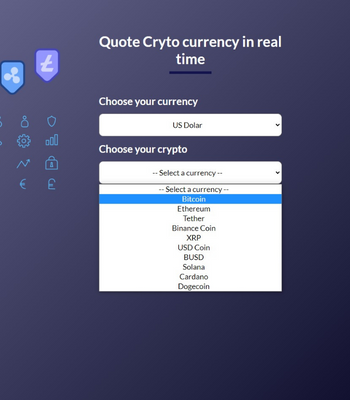 Quote Cryto currency in real
time
Choose your currency
US Dolar
Choose your crypto
-- Select a currency --
-- Select a currency --
Bitcoin
Ethereum
Tether
Binance Coin
XRP
USD Coin
BUSD
Solana
Cardano
Dogecoin